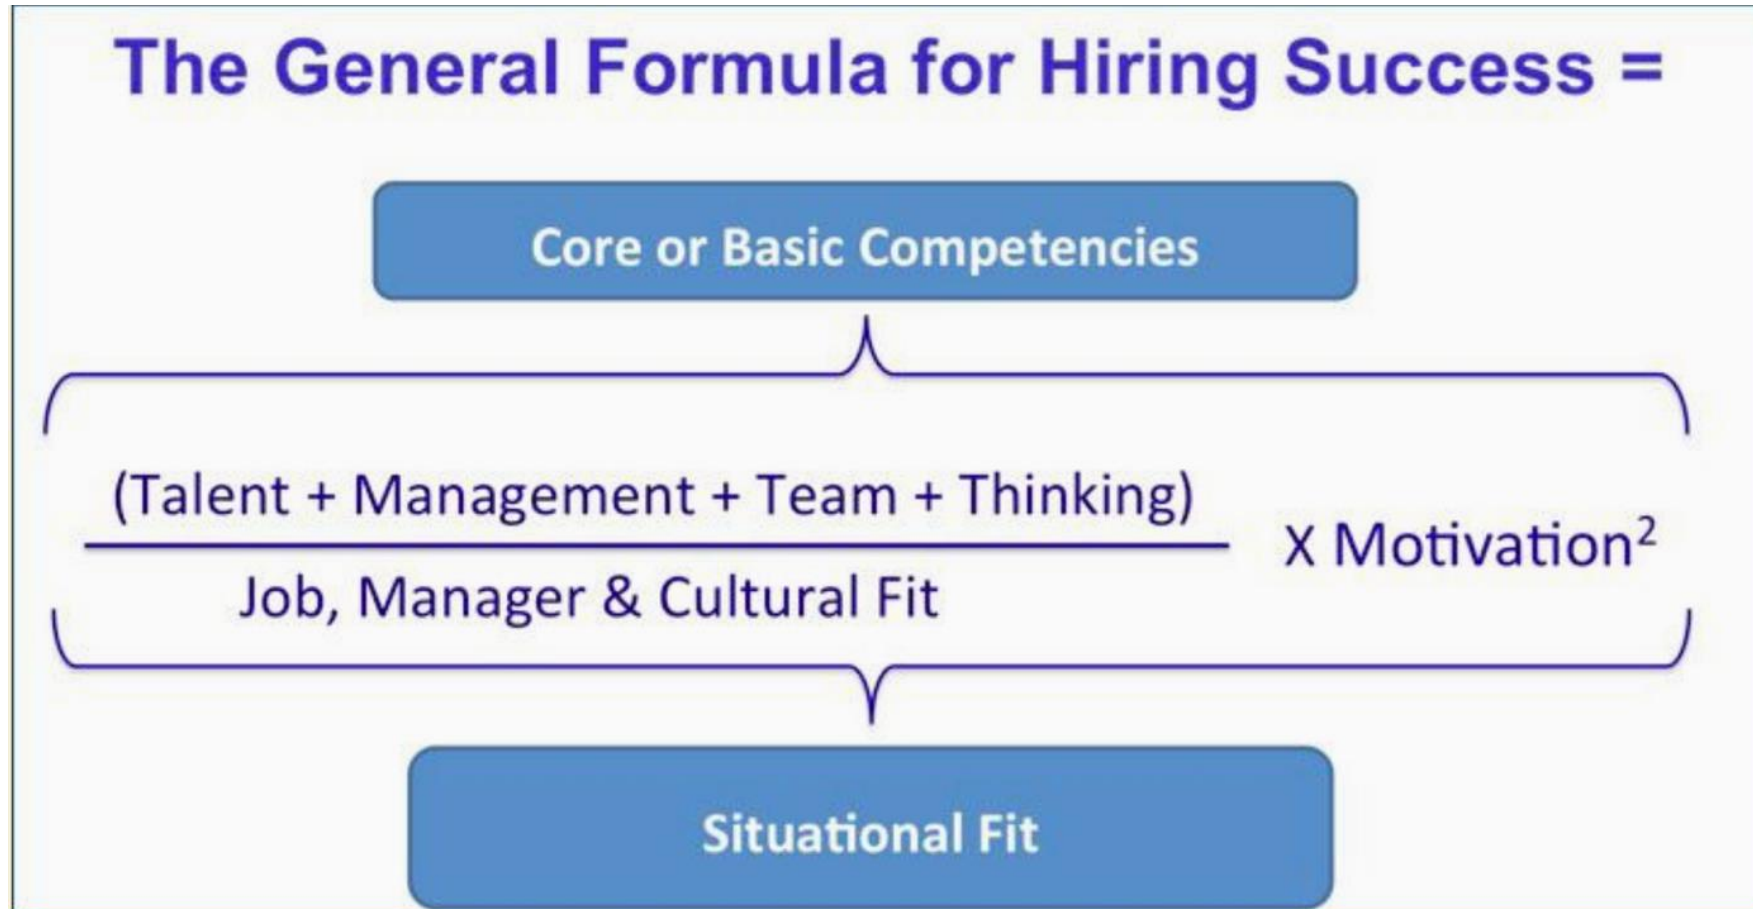 The General Formula for Hiring Success =
Core or Basic Competencies
(Talent + Management + Team + Thinking)
X Motivation²
Job, Manager & Cultural Fit
Situational Fit